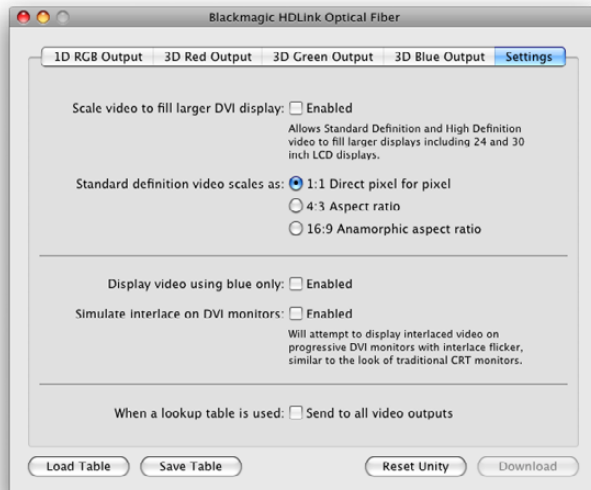 Blackmagic HDLink Optical Fiber
1D RGB Output 3D Red Output 3D Green Output 3D Blue Output Settings
Scale video to fill larger DVI display: Enabled
Allows Standard Definition and High Definition
video to fill larger displays including 24 and 30
inch LCD displays.
Standard definition video scales as: 1:1 Direct pixel for pixel
4:3 Aspect ratio
16:9 Anamorphic aspect ratio
Display video using blue only: Enabled
Simulate interlace on DVI monitors: Enabled
Will attempt to display interlaced video on
progressive DVI monitors with interlace flicker,
similar to the look of traditional CRT monitors.
When a lookup table is used: Send to all video outputs
Load Table Save Table Reset Unity Download